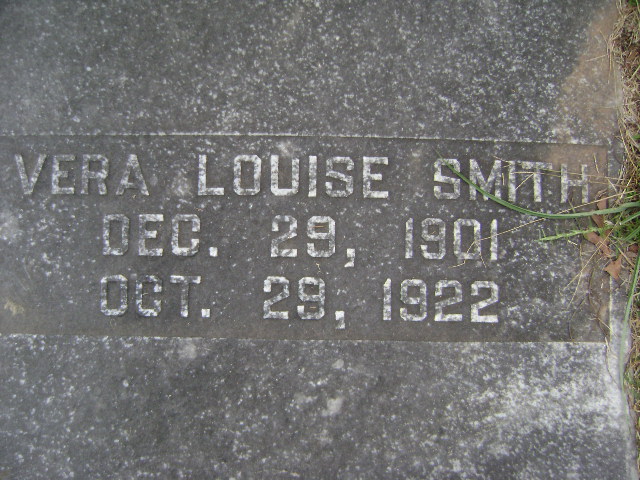 VERA LOUISE SMITH
DEC. 29, 1901
OCT. 29, 1922